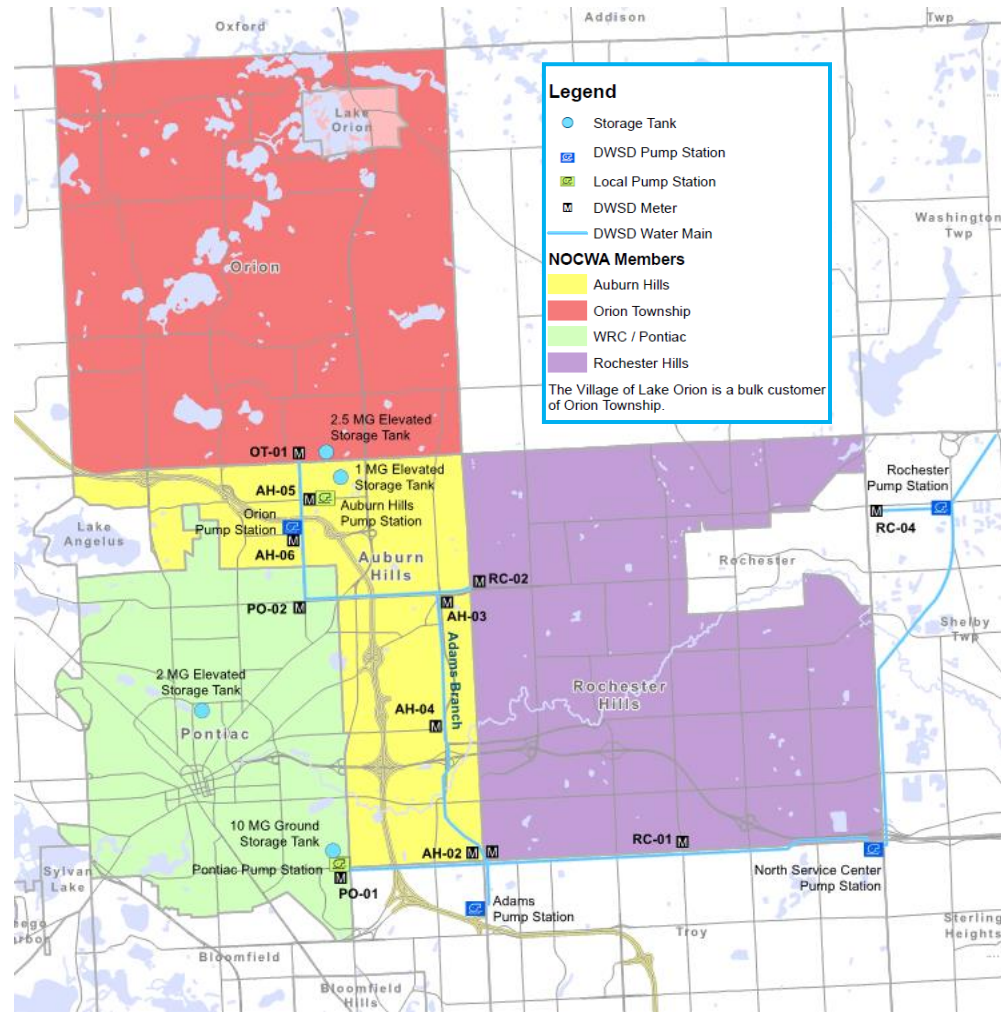 Oxford
Addison
Twp
Legend
Storage Tank
DWSD Pump Station
Local Pump Station
DWSD Meter
DWSD Water Main
NOCWA Members
Auburn Hills
Orion Township
WRC / Pontiac
Rochester Hills
The Village of Lake Orion is a bulk customer
of Orion Township.
Lake
Orion
Washington
Twp
Orion
2.5 MG Elevated
Storage Tank
OT-01 M
1 MG Elevated
Storage Tank
AH-05 M
Auburn Hills
Pump Station
Orion
Pump Station
AH-06 M
Lake
Angelus
Auburn
Hills
Rochester
Pump Station
M
RC-04
Rochester
M RC-02
PO-02 M
M
AH-03
Adams Branch
Shelby
Twp
2 MG Elevated
Storage Tank
Pontiac
Rochester
Hills
AH-04 M
10 MG Ground
Storage Tank
Pontiac Pump Station
M
PO-01
AH-02 M M
RC-01 M
North Service Center
Pump Station
Sylvan
Lake
Adams
Pump Station
Troy
Sterling
Heights
Bloomfield
Bloomfield
Hills